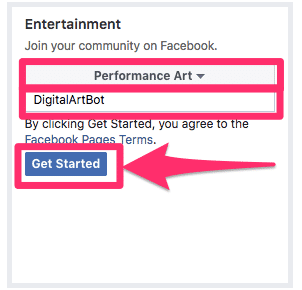 Entertainment
Join your community on Facebook.
Performance Art
DigitalArtBot
By clicking Get Started, you agree to the
Facebook Pages Terms.
Get Started